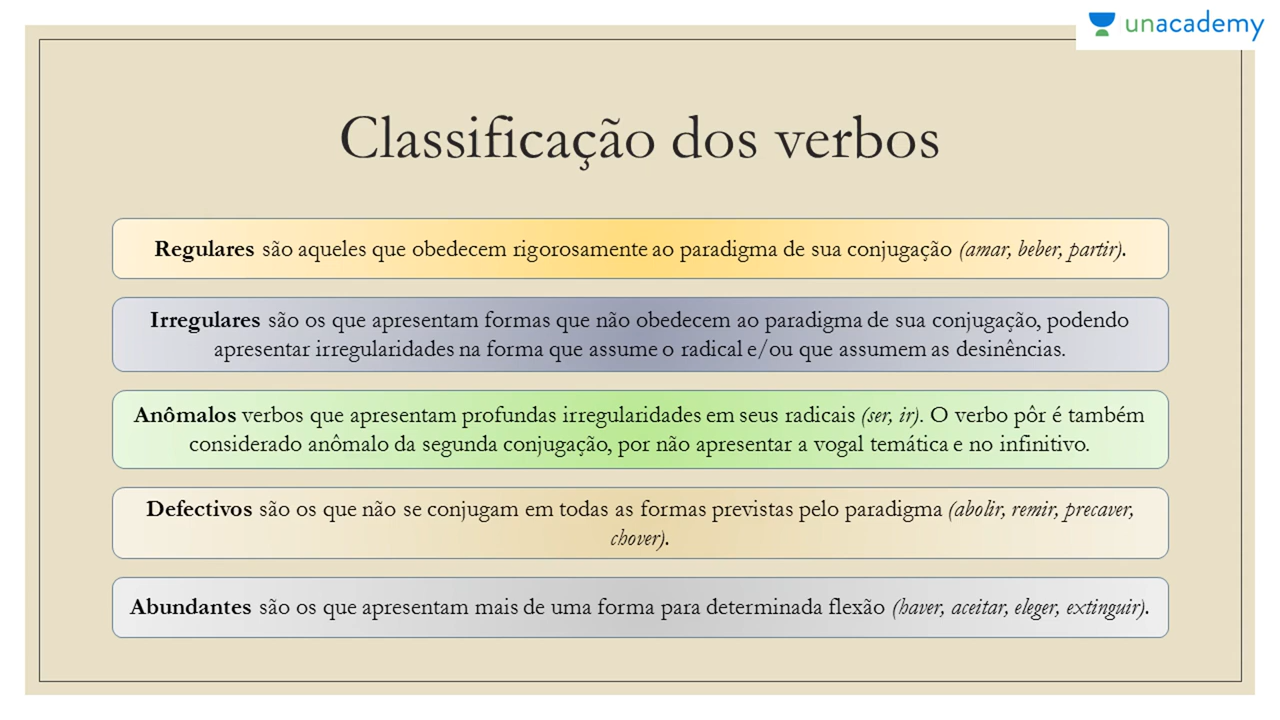 unacademy
Classificação dos verbos
Regulares são aqueles que obedecem rigorosamente ao paradigma de sua conjugação (amar, beber, partir).
Irregulares são os que apresentam formas que não obedecem ao paradigma de sua conjugação, podendo
apresentar irregularidades na forma que assume o radical e/ou que assumem as desinências.
Anômalos verbos que apresentam profundas irregularidades em seus radicais (ser, ir). O verbo pôr é também
considerado anômalo da segunda conjugação, por não apresentar a vogal temática e no infinitivo.
Defectivos são os que não se conjugam em todas as formas previstas pelo paradigma (abolir, remir, precaver,
chover).
Abundantes são os que apresentam mais de uma forma para determinada flexão (haver, aceitar, eleger, extinguir).